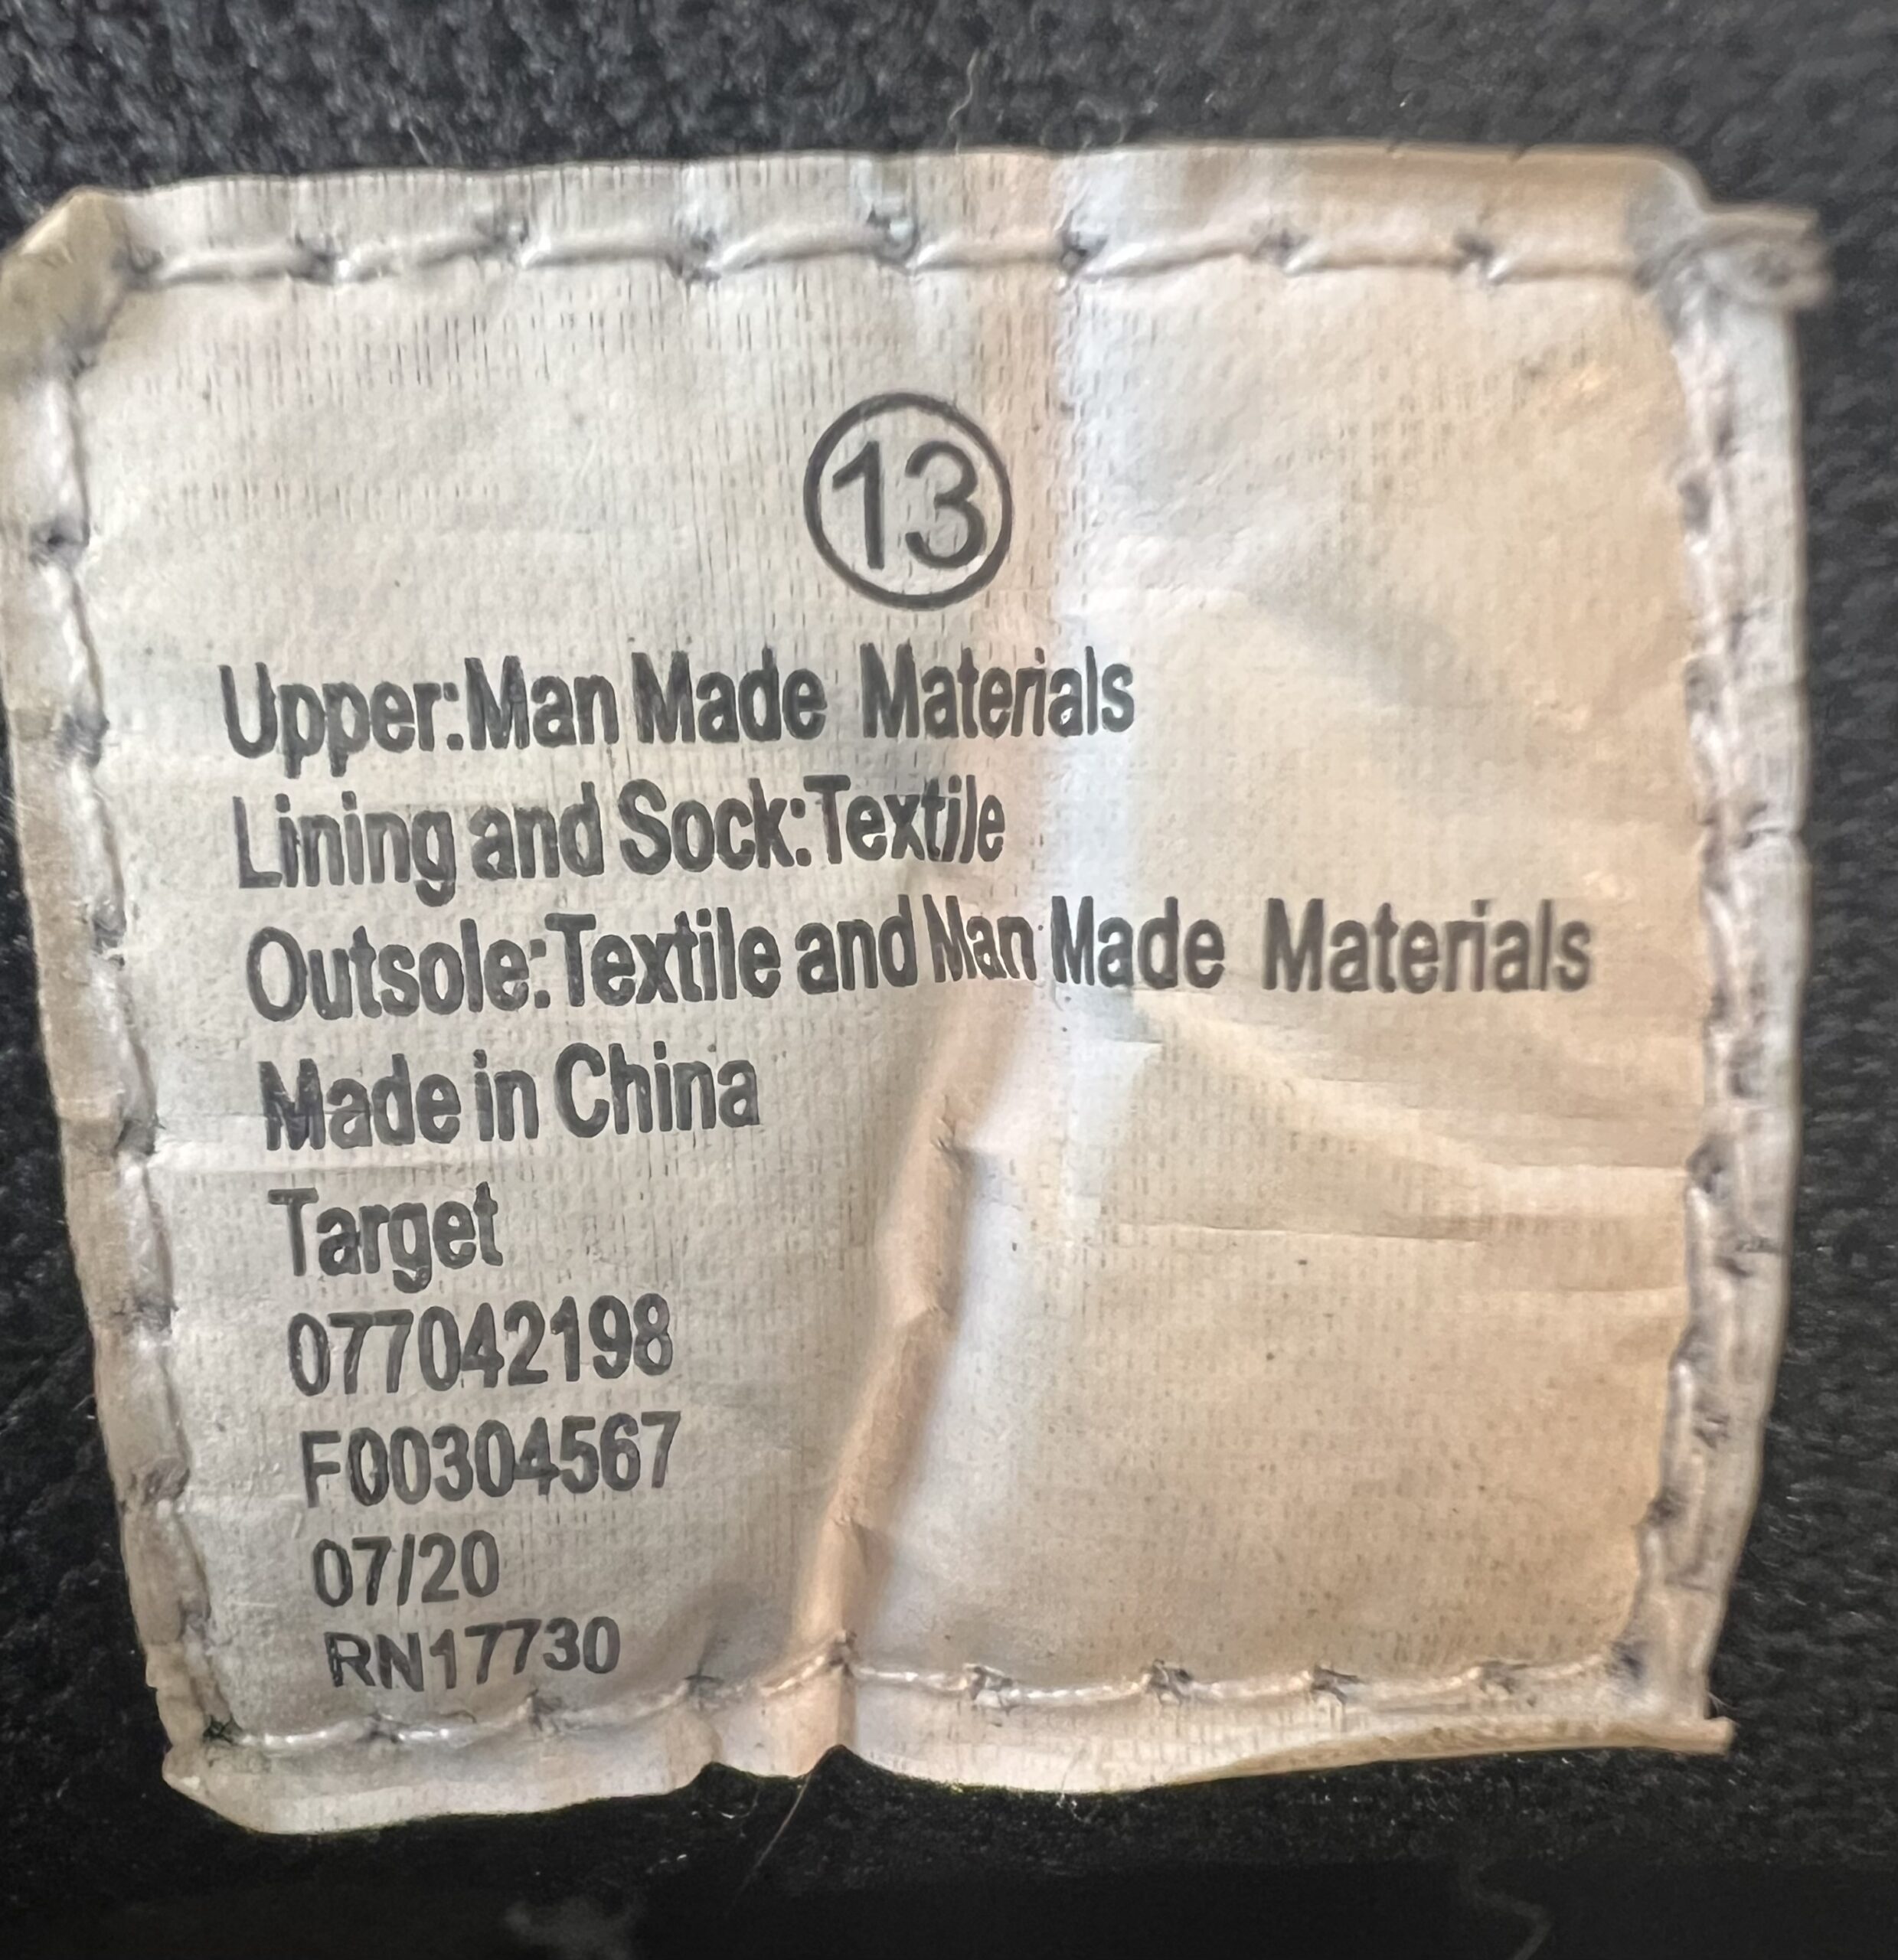 13
Upper:Man Made Materials
Lining and Sock:Textile
Outsole:Textile and Man Made Materials
Made in China
Target
077042198
F00304567
07/20
RN17730